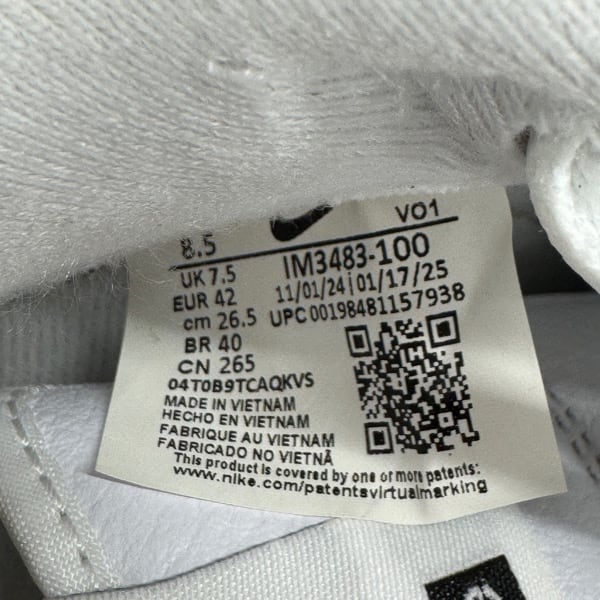 VO1
8.5
IM3483-100
UK 7.5
11/01/24 | 01/17/25
EUR 42
UPC 00198481157938
cm 26.5
BR 40
CN 265
04T0B9TCAQKVS
MADE IN VIETNAM
HECHO EN VIETNAM
FABRIQUE AU VIETNAM
FABRICADO NO VIETNÃ
This product is covered by one or more patents:
www.nike.com/patentsvirtualmarking